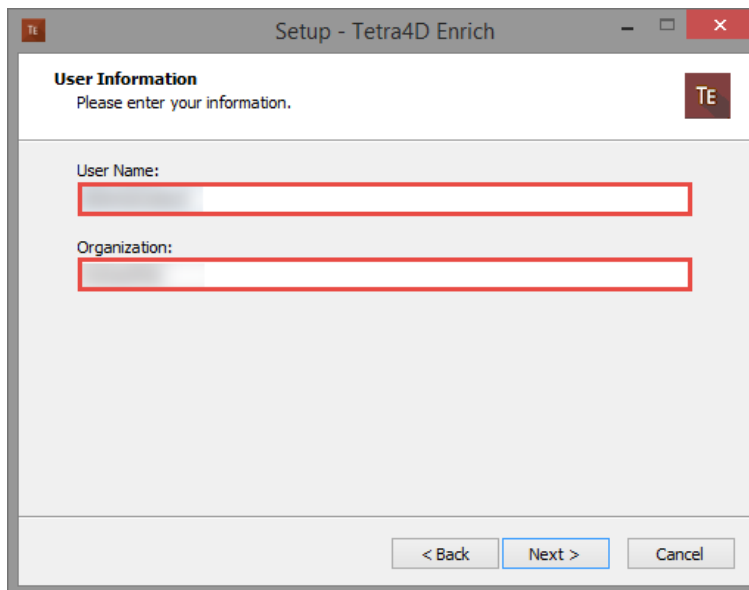 TE
Setup - Tetra4D Enrich
User Information
Please enter your information.
TE
User Name:
Organization:
< Back
Next >
Cancel